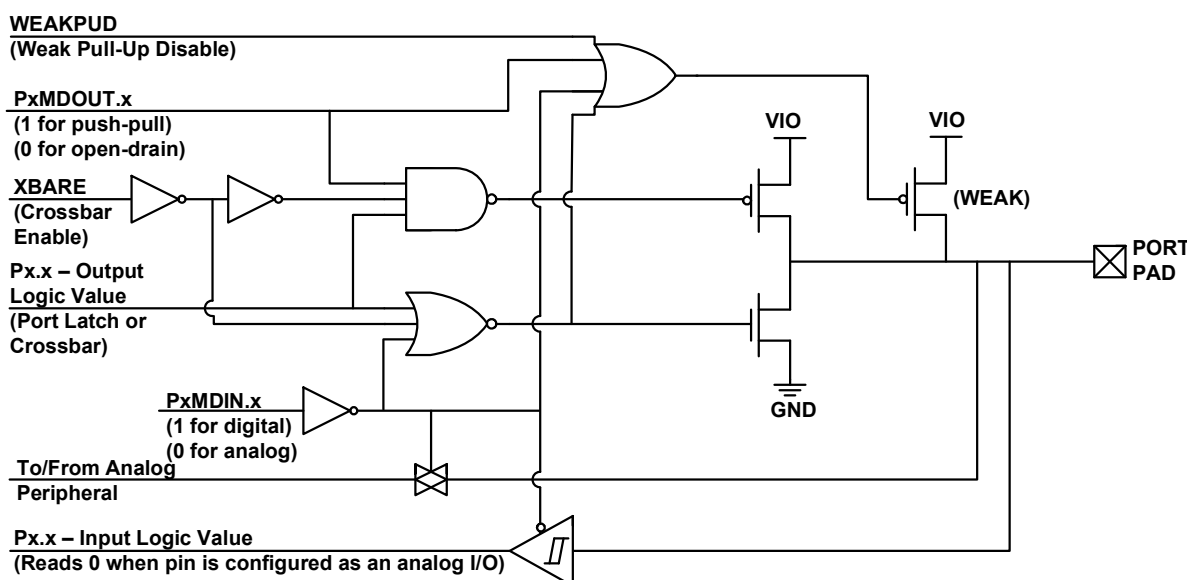 WEAKPUD
(Weak Pull-Up Disable)
PxMDOUT.x
(1 for push-pull)
(0 for open-drain)
XBARE
(Crossbar
Enable)
Px.x – Output
Logic Value
(Port Latch or
Crossbar)
PxMDIN.x
(1 for digital)
(0 for analog)
To/From Analog
Peripheral
Px.x – Input Logic Value
(Reads 0 when pin is configured as an analog I/O)
VIO
VIO
(WEAK)
GND
PORT
PAD